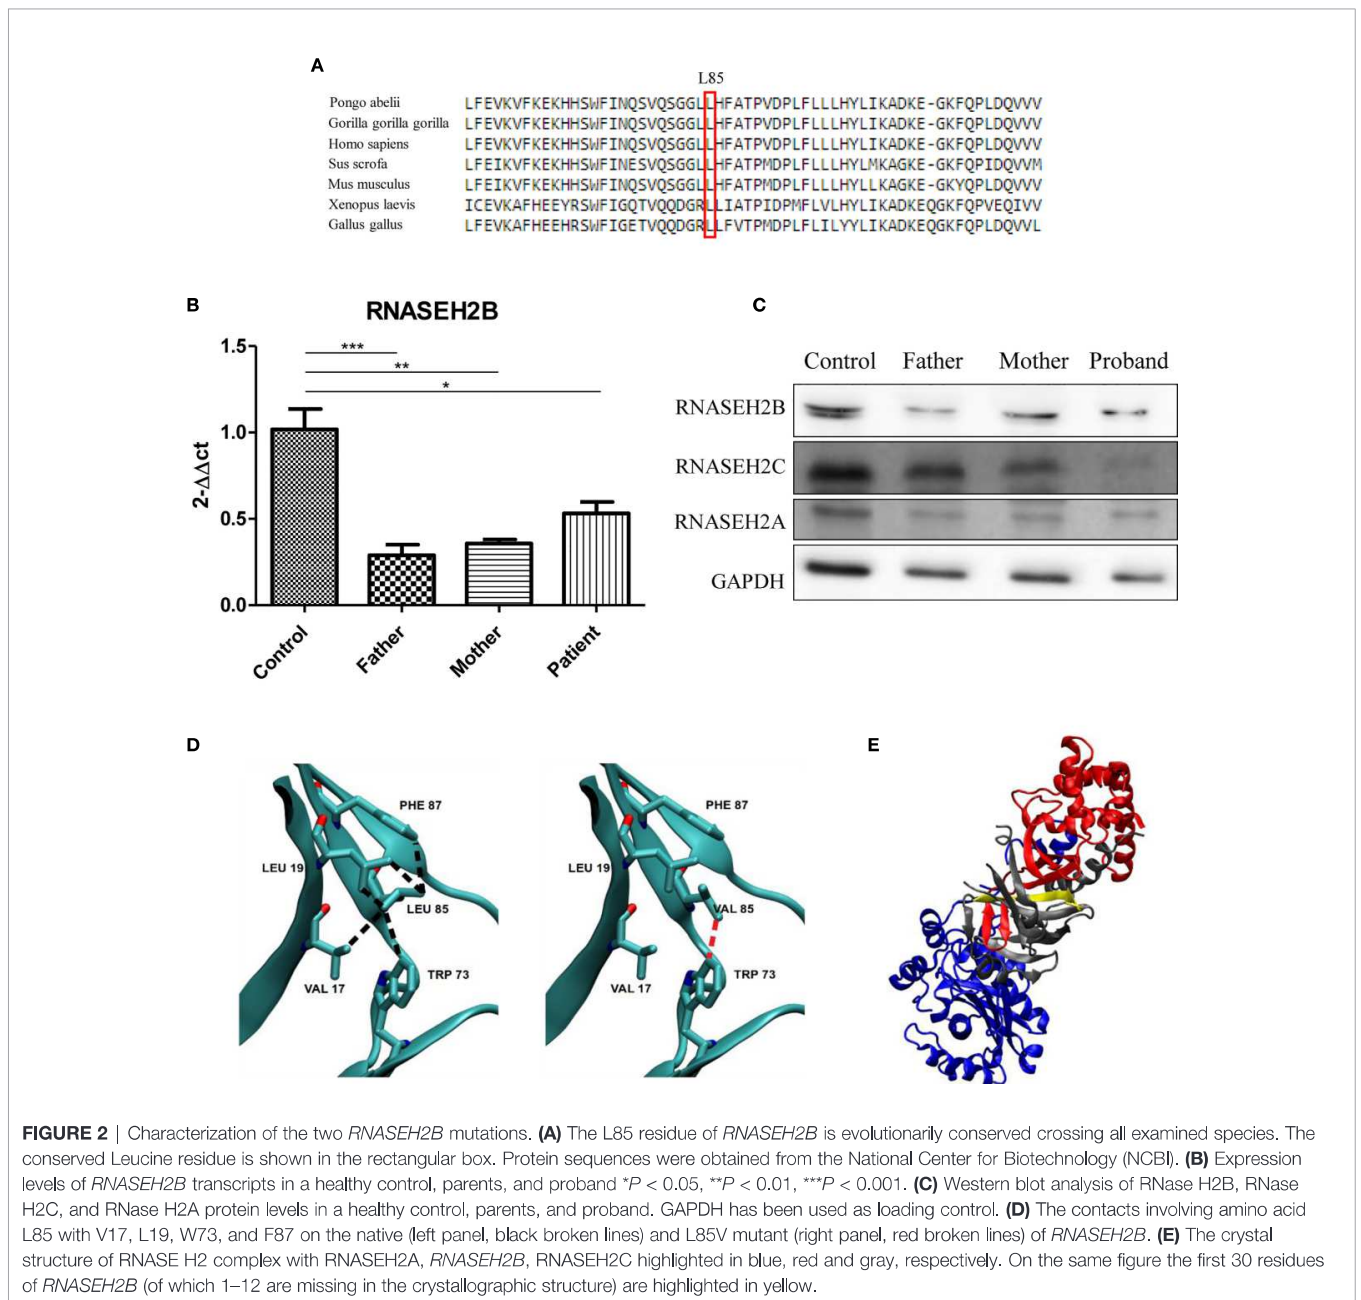 A
L85
Pongo abelii LFEVKVFKEKHHSWFINQSVQSGGLLHFATPVDPLFLLLHYLIKADKE-GKFQPLDQVVV
Gorilla gorilla gorilla LFEVKVFKEKHHSWFINQSVQSGGLLHFATPVDPLFLLLHYLIKADKE-GKFQPLDQVVV
Homo sapiens LFEVKVFKEKHHSWFINQSVQSGGLLHFATPVDPLFLLLHYLIKADKE-GKFQPLDQVVV
Sus scrofa LFEIKVFKEKHHSWFINESVQSGGLLHFATPMDPLFLLLHYLMKAGKE-GKFQPIDQVVM
Mus musculus LFEIKVFKEKHHSWFINQSVQSGGLLHFATPMDPLFLLLHYLLKAGKE-GKYQPLDQVVV
Xenopus laevis ICEVKAFHEEYRSWFIGQTVQQDGRLLIATPIDPMFLVLHYLIKADKEQGKFQPVEQIVV
Gallus gallus LFEVKAFHEEHRSWFIGETVQQDGRLLFVTPMDPLFLILYYLIKADKEQGKFQPLDQVVL
B
RNASEH2B
2-ΔΔct
1.5
1.0
0.5
0.0
***
**
*
Control
Father
Mother
Patient
C
Control Father Mother Proband
RNASEH2B
RNASEH2C
RNASEH2A
GAPDH
D
PHE 87
LEU 19
LEU 85
VAL 17
TRP 73
PHE 87
LEU 19
VAL 85
VAL 17
TRP 73
E
FIGURE 2 | Characterization of the two RNASEH2B mutations. (A) The L85 residue of RNASEH2B is evolutionarily conserved crossing all examined species. The
conserved Leucine residue is shown in the rectangular box. Protein sequences were obtained from the National Center for Biotechnology (NCBI). (B) Expression
levels of RNASEH2B transcripts in a healthy control, parents, and proband *P < 0.05, **P < 0.01, ***P < 0.001. (C) Western blot analysis of RNase H2B, RNase
H2C, and RNase H2A protein levels in a healthy control, parents, and proband. GAPDH has been used as loading control. (D) The contacts involving amino acid
L85 with V17, L19, W73, and F87 on the native (left panel, black broken lines) and L85V mutant (right panel, red broken lines) of RNASEH2B. (E) The crystal
structure of RNASE H2 complex with RNASEH2A, RNASEH2B, RNASEH2C highlighted in blue, red and gray, respectively. On the same figure the first 30 residues
of RNASEH2B (of which 1–12 are missing in the crystallographic structure) are highlighted in yellow.